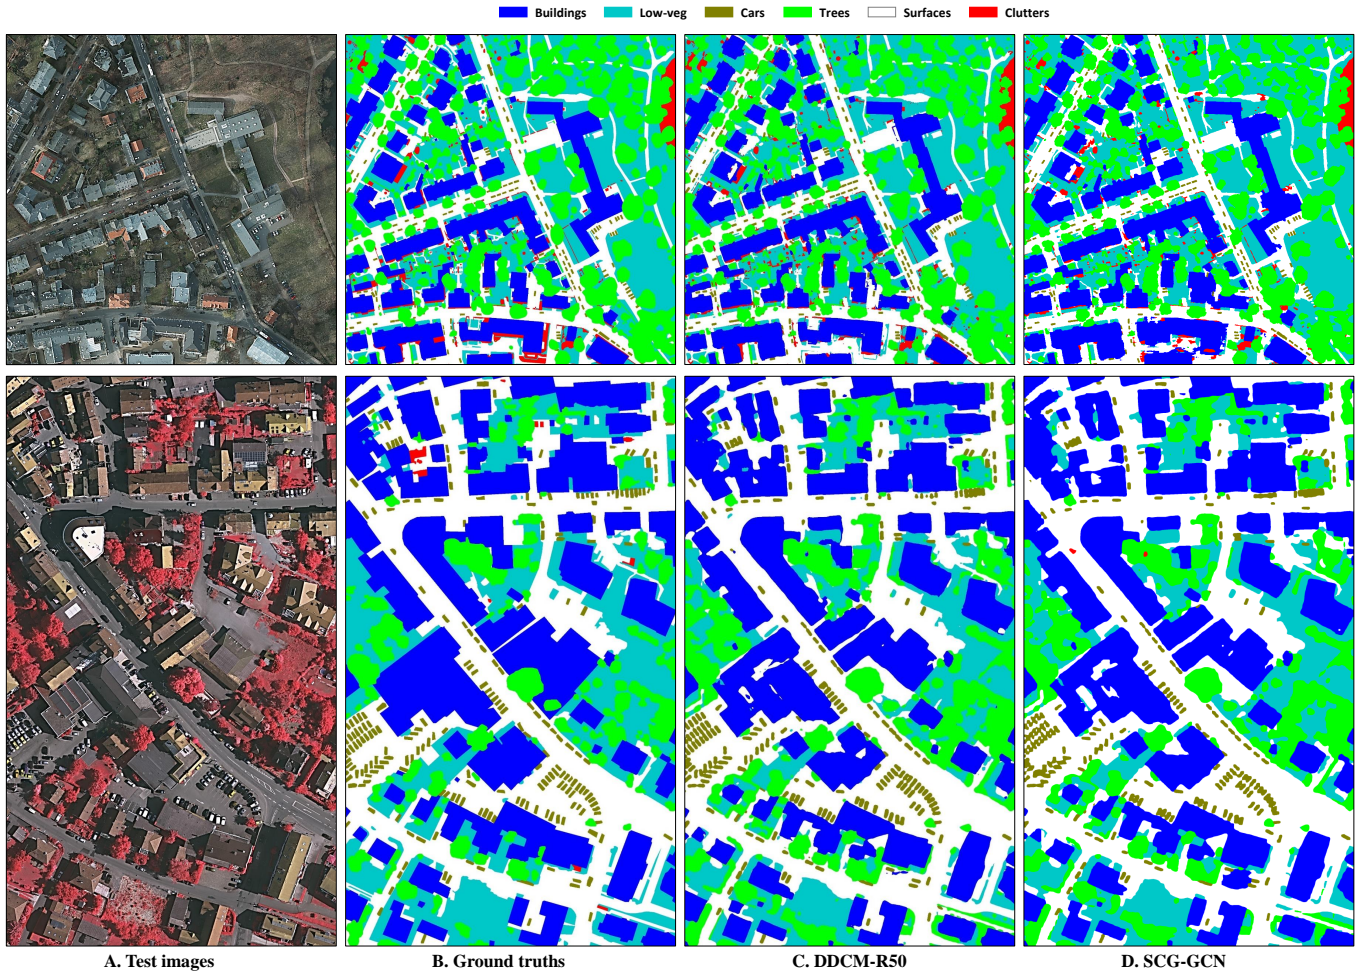 Buildings Low-veg Cars Trees Surfaces Clutters
A. Test images B. Ground truths C. DDCM-R50 D. SCG-GCN